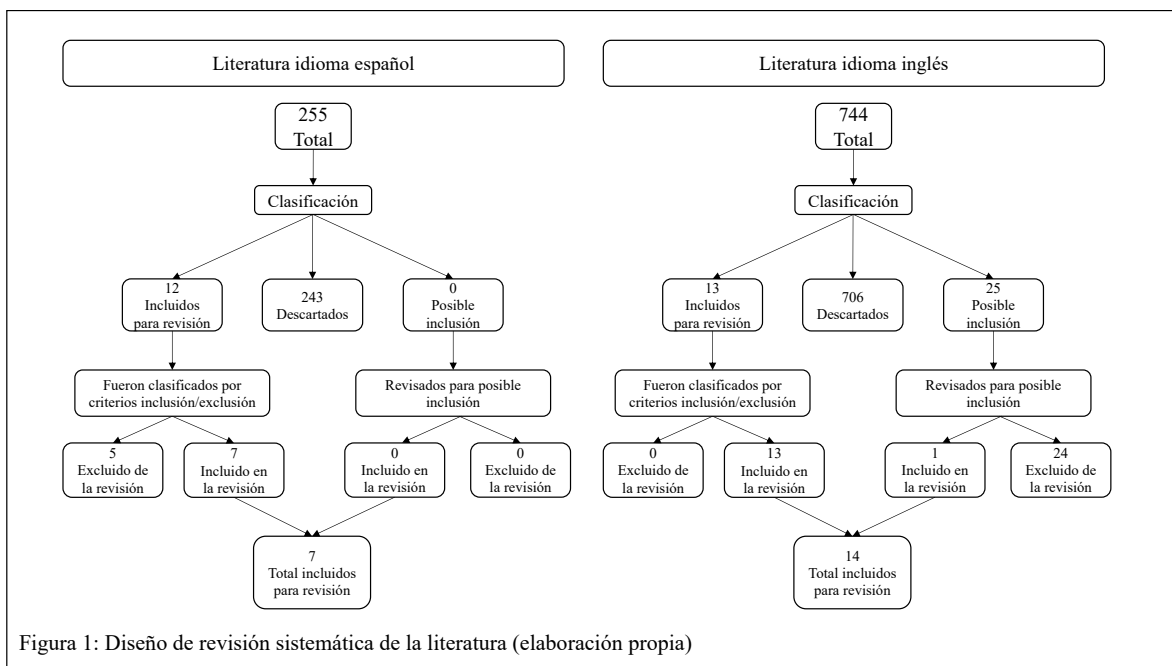 Literatura idioma español
255
Total
Clasificación
12
Incluidos
para revisión
243
Descartados
0
Posible
inclusión
Fueron clasificados por
criterios inclusión/exclusión
Revisados para posible
inclusión
5
Excluido de
la revisión
7
Incluido en
la revisión
0
Incluido en
la revisión
0
Excluido de
la revisión
7
Total incluidos
para revisión
Literatura idioma inglés
744
Total
Clasificación
13
Incluidos
para revisión
706
Descartados
25
Posible
inclusión
Fueron clasificados por
criterios inclusión/exclusión
Revisados para posible
inclusión
0
Excluido de
la revisión
13
Incluido en
la revisión
1
Incluido en
la revisión
24
Excluido de
la revisión
14
Total incluidos
para revisión
Figura 1: Diseño de revisión sistemática de la literatura (elaboración propia)